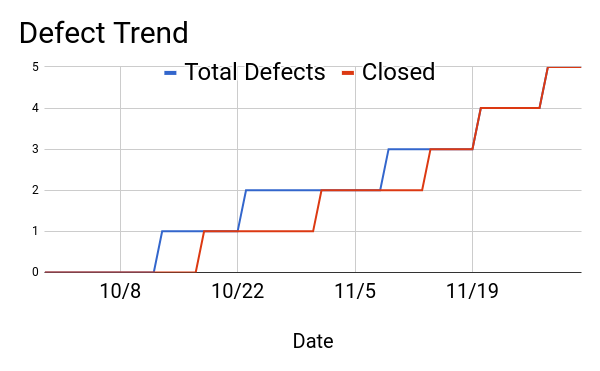 Defect Trend
Total Defects Closed
5
4
3
2
1
0
10/8 10/22 11/5 11/19
Date